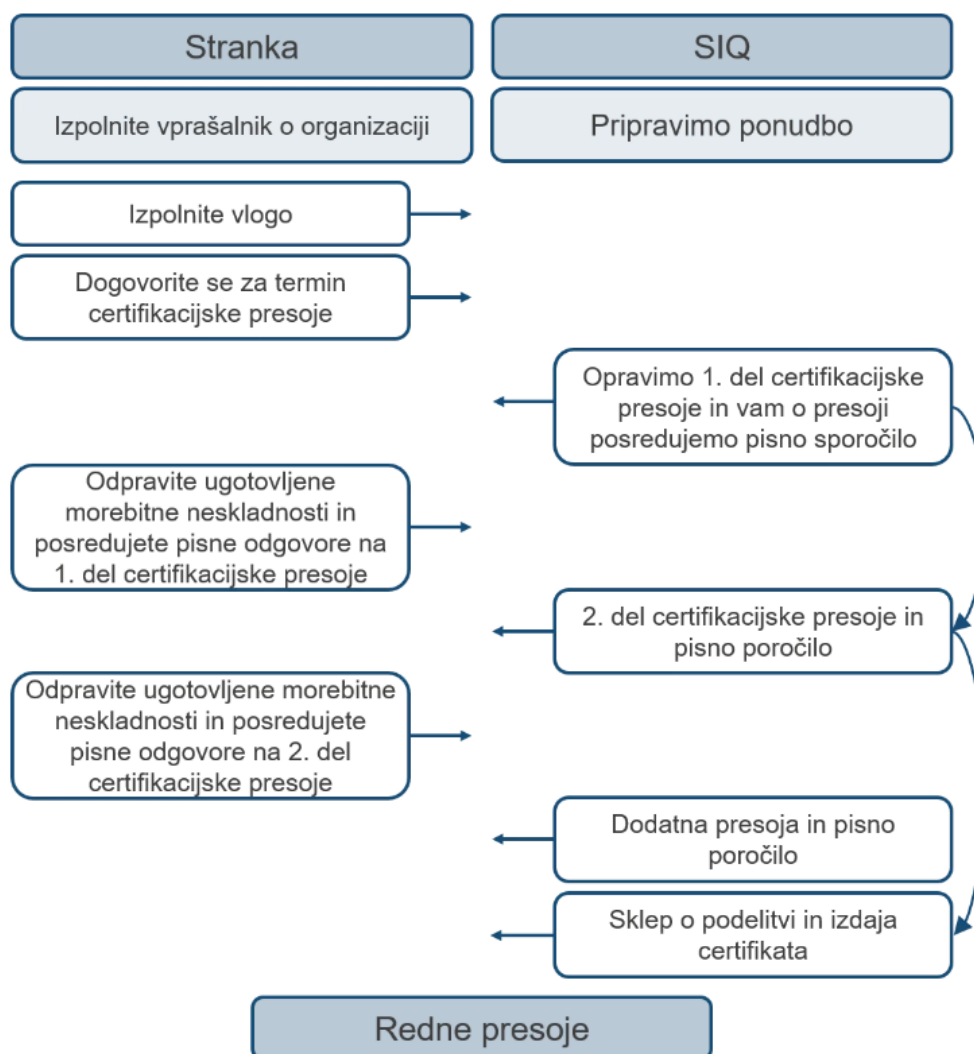 Stranka
SIQ
Izpolnite vprašalnik o organizaciji
Pripravimo ponudbo
Izpolnite vlogo
Dogovorite se za termin
certifikacijske presoje
Opravimo 1. del certifikacijske
presoje in vam o presoji
posredujemo pisno sporočilo
Odpravite ugotovljene
morebitne neskladnosti in
posredujete pisne odgovore na
1. del certifikacijske presoje
2. del certifikacijske presoje in
pisno poročilo
Odpravite ugotovljene morebitne
neskladnosti in posredujete
pisne odgovore na 2. del
certifikacijske presoje
Dodatna presoja in pisno
poročilo
Sklep o podelitvi in izdaja
certifikata
Redne presoje